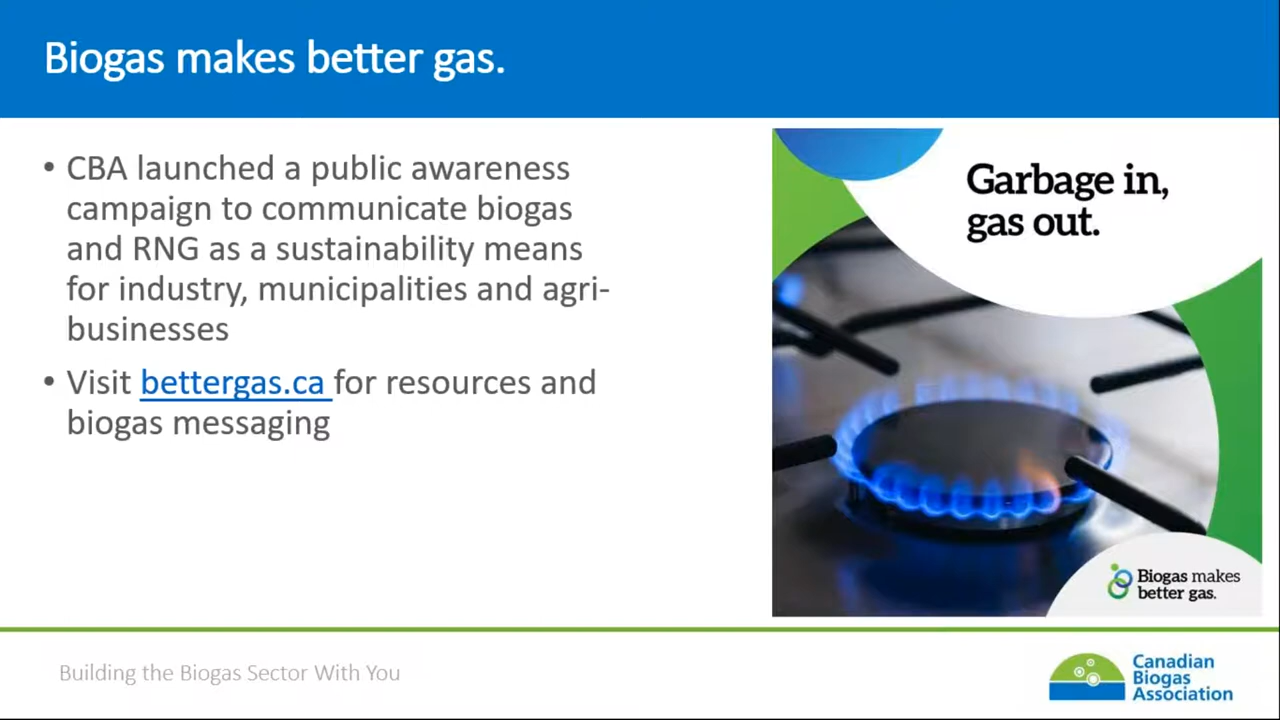 Biogas makes better gas.
• CBA launched a public awareness
campaign to communicate biogas
and RNG as a sustainability means
for industry, municipalities and agri-
businesses
• Visit bettergas.ca for resources and
biogas messaging
Garbage in,
gas out.
Biogas makes
better gas.
Building the Biogas Sector With You
Canadian
Biogas
Association